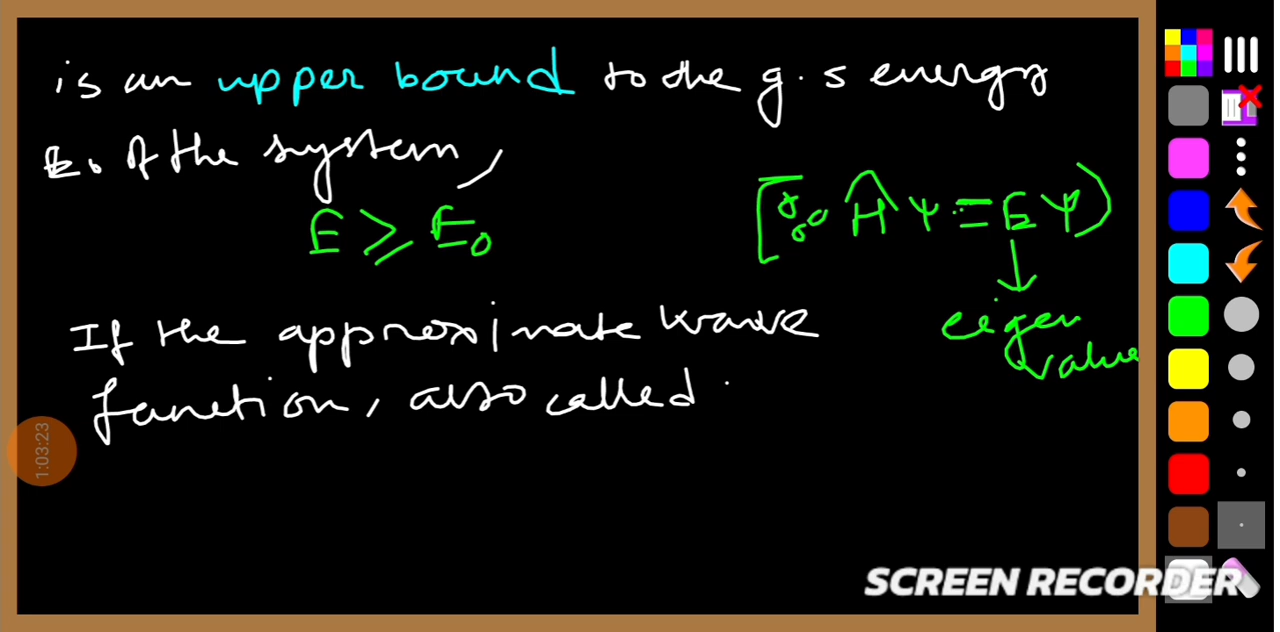 is an upper bound to the g.s energy
E₀ of the system,
E ⩾ E₀
[for Ĥψ = Eψ)
eigen
value
If the approximate wave
function, also called
1:03:23
SCREEN RECORDER